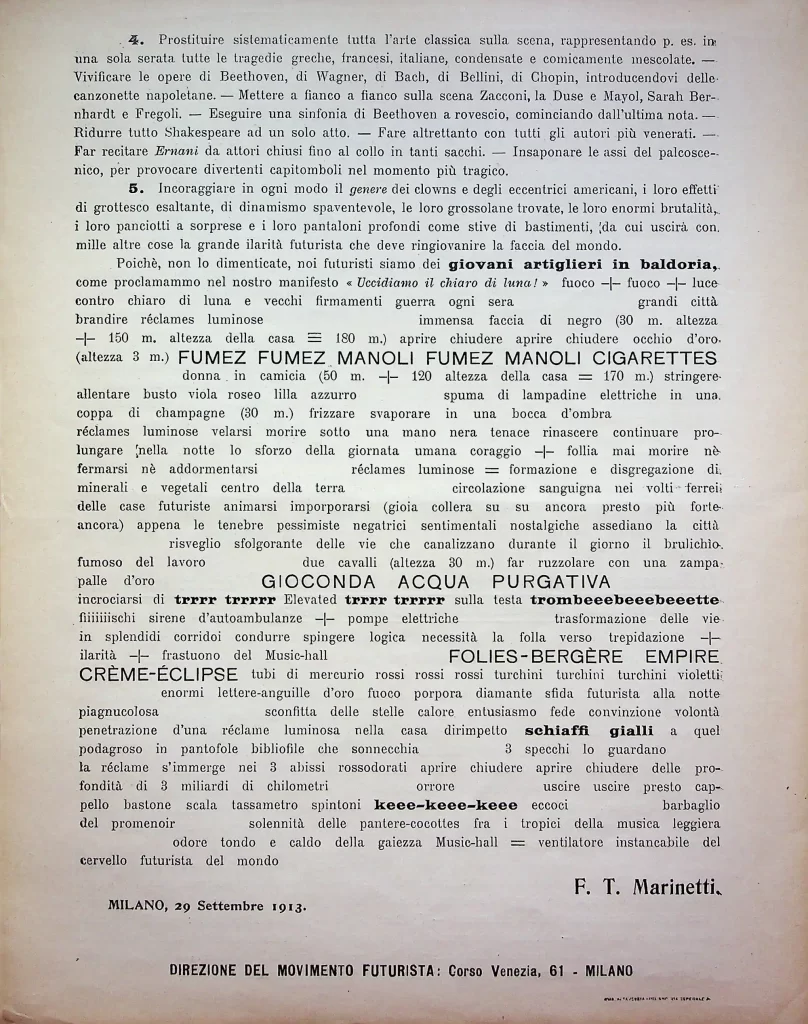 4. Prostituire sistematicamente tutta l'arte classica sulla scena, rappresentando p. es. in
una sola serata tutte le tragedie greche, francesi, italiane, condensate e comicamente mescolate. —
Vivificare le opere di Beethoven, di Wagner, di Bach, di Bellini, di Chopin, introducendovi delle
canzonette napoletane. — Mettere a fianco a fianco sulla scena Zacconi, la Duse e Mayol, Sarah Ber-
nhardt e Fregoli. — Eseguire una sinfonia di Beethoven a rovescio, cominciando dall'ultima nota. —
Ridurre tutto Shakespeare ad un solo atto. — Fare altrettanto con tutti gli autori più venerati. —
Far recitare Ernani da attori chiusi fino al collo in tanti sacchi. — Insaponare le assi del palcosce-
nico, per provocare divertenti capitomboli nel momento più tragico.
5. Incoraggiare in ogni modo il genere dei clowns e degli eccentrici americani, i loro effetti
di grottesco esaltante, di dinamismo spaventevole, le loro grossolane trovate, le loro enormi brutalità,
i loro panciotti a sorprese e i loro pantaloni profondi come stive di bastimenti, da cui uscirà con
mille altre cose la grande ilarità futurista che deve ringiovanire la faccia del mondo.
Poichè, non lo dimenticate, noi futuristi siamo dei giovani artiglieri in baldoria,
come proclamammo nel nostro manifesto « Uccidiamo il chiaro di luna! » fuoco + fuoco + luce
contro chiaro di luna e vecchi firmamenti guerra ogni sera grandi città
brandire réclames luminose immensa faccia di negro (30 m. altezza
+ 150 m. altezza della casa ☰ 180 m.) aprire chiudere aprire chiudere occhio d'oro
(altezza 3 m.) FUMEZ FUMEZ MANOLI FUMEZ MANOLI CIGARETTES
donna in camicia (50 m. + 120 altezza della casa = 170 m.) stringere
allentare busto viola roseo lilla azzurro spuma di lampadine elettriche in una
coppa di champagne (30 m.) frizzare svaporare in una bocca d'ombra
réclames luminose velarsi morire sotto una mano nera tenace rinascere continuare pro-
lungare nella notte lo sforzo della giornata umana coraggio + follia mai morire nè
fermarsi nè addormentarsi réclames luminose = formazione e disgregazione di
minerali e vegetali centro della terra circolazione sanguigna nei volti ferrei
delle case futuriste animarsi imporporarsi (gioia collera su su ancora presto più forte
ancora) appena le tenebre pessimiste negatrici sentimentali nostalgiche assediano la città
risveglio sfolgorante delle vie che canalizzano durante il giorno il brulichìo
fumoso del lavoro due cavalli (altezza 30 m.) far ruzzolare con una zampa
palle d'oro GIOCONDA ACQUA PURGATIVA
incrociarsi di trrrr trrrrr Elevated trrrr trrrrr sulla testa trombeeebeeebeeette
fiiiiiischi sirene d'autoambulanze + pompe elettriche trasformazione delle vie
in splendidi corridoi condurre spingere logica necessità la folla verso trepidazione +
ilarità + frastuono del Music-hall FOLIES-BERGÈRE EMPIRE
CRÈME-ÉCLIPSE tubi di mercurio rossi rossi rossi turchini turchini turchini violetti
enormi lettere-anguille d'oro fuoco porpora diamante sfida futurista alla notte
piagnucolosa sconfitta delle stelle calore entusiasmo fede convinzione volontà
penetrazione d'una réclame luminosa nella casa dirimpetto schiaffi gialli a quel
podagroso in pantofole bibliofile che sonnecchia 3 specchi lo guardano
la réclame s'immerge nei 3 abissi rossodorati aprire chiudere aprire chiudere delle pro-
fondità di 3 miliardi di chilometri orrore uscire uscire presto cap-
pello bastone scala tassametro spintoni keee-keee-keee eccoci barbaglio
del promenoir solennità delle pantere-cocottes fra i tropici della musica leggiera
odore tondo e caldo della gaiezza Music-hall = ventilatore instancabile del
cervello futurista del mondo
F. T. Marinetti.
MILANO, 29 Settembre 1913.
DIREZIONE DEL MOVIMENTO FUTURISTA: Corso Venezia, 61 - MILANO